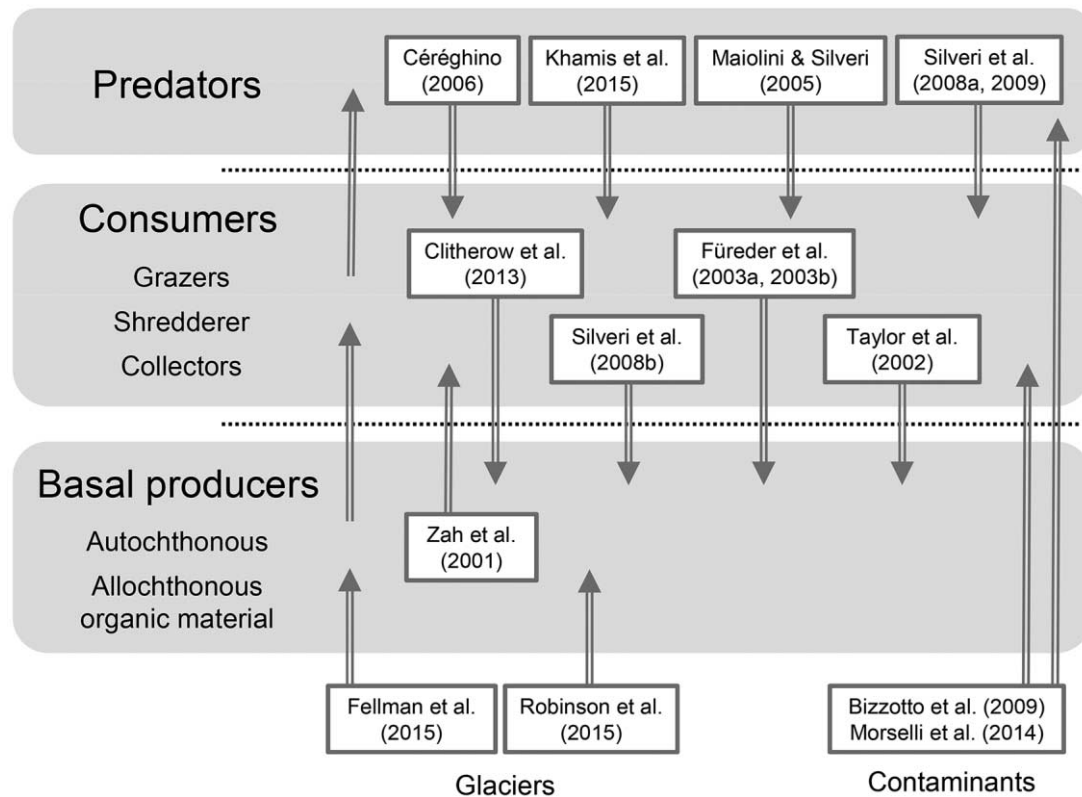 Predators
Céréghino
(2006)
Khamis et al.
(2015)
Maiolini & Silveri
(2005)
Silveri et al.
(2008a, 2009)
Consumers
Grazers
Shredderer
Collectors
Clitherow et al.
(2013)
Füreder et al.
(2003a, 2003b)
Silveri et al.
(2008b)
Taylor et al.
(2002)
Basal producers
Autochthonous
Allochthonous
organic material
Zah et al.
(2001)
Fellman et al.
(2015)
Robinson et al.
(2015)
Bizzotto et al. (2009)
Morselli et al. (2014)
Glaciers
Contaminants